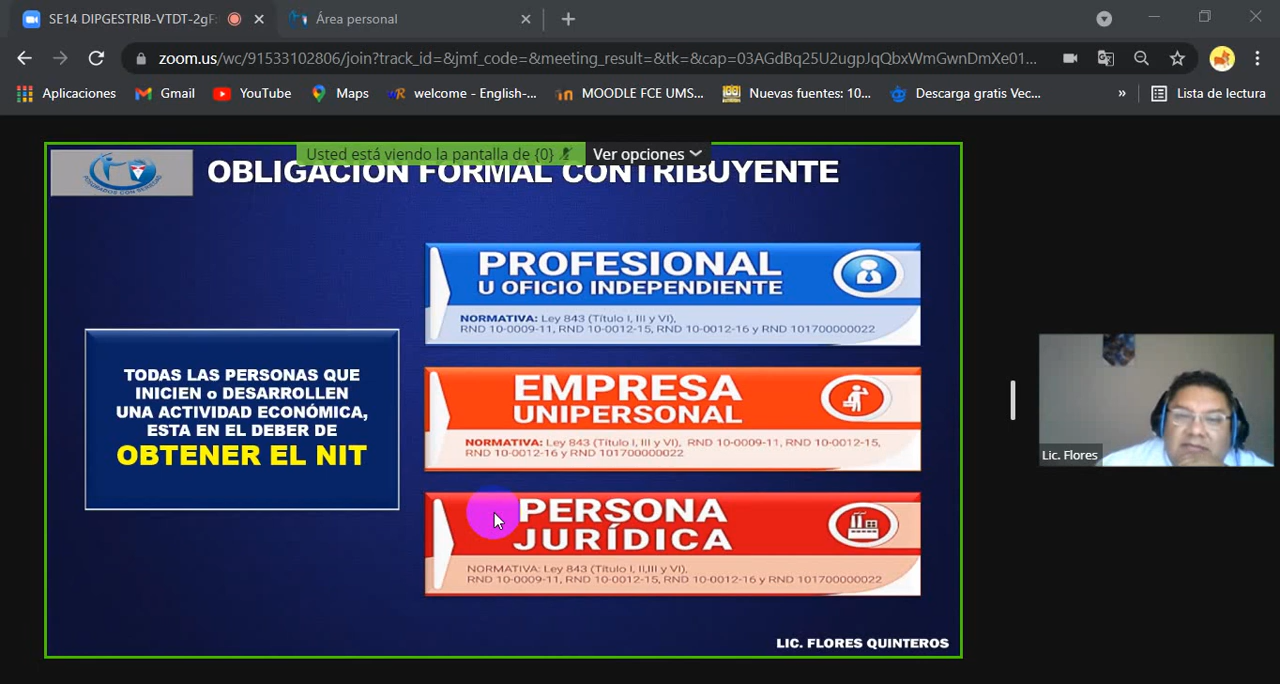 SE14 DIPGESTRIB-VTDT-2gF
Área personal
zoom.us/wc/91533102806/join?track_id=&jmf_code=&meeting_result=&tk=&cap=03AGdBq25U2ugpJqQbxWmGwnDmXe01...
Aplicaciones
Gmail
YouTube
Maps
welcome - English-...
MOODLE FCE UMS...
Nuevas fuentes: 10...
Descarga gratis Vec...
»
Lista de lectura
Usted está viendo la pantalla de {0}
Ver opciones
OBLIGACIÓN FORMAL CONTRIBUYENTE
PROFESIONAL
U OFICIO INDEPENDIENTE
NORMATIVA: Ley 843 (Título I, III y VI),
RND 10-0009-11, RND 10-0012-15, RND 10-0012-16 y RND 101700000022
TODAS LAS PERSONAS QUE
INICIEN o DESARROLLEN
UNA ACTIVIDAD ECONÓMICA,
ESTA EN EL DEBER DE
OBTENER EL NIT
EMPRESA
UNIPERSONAL
NORMATIVA: Ley 843 (Título I, III y VI), RND 10-0009-11, RND 10-0012-15,
RND 10-0012-16 y RND 101700000022
PERSONA
JURÍDICA
NORMATIVA: Ley 843 (Título I, II,III y VI),
RND 10-0009-11, RND 10-0012-15, RND 10-0012-16 y RND 101700000022
Lic. Flores
LIC. FLORES QUINTEROS